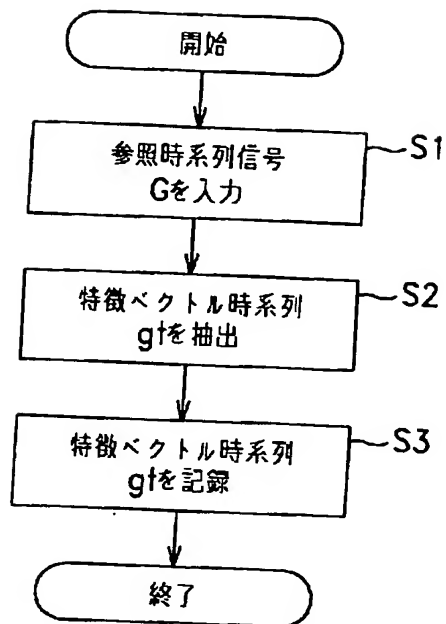 開始
参照時系列信号
Gを入力
S1
特徴ベクトル時系列
gtを抽出
S2
特徴ベクトル時系列
gtを記録
S3
終了